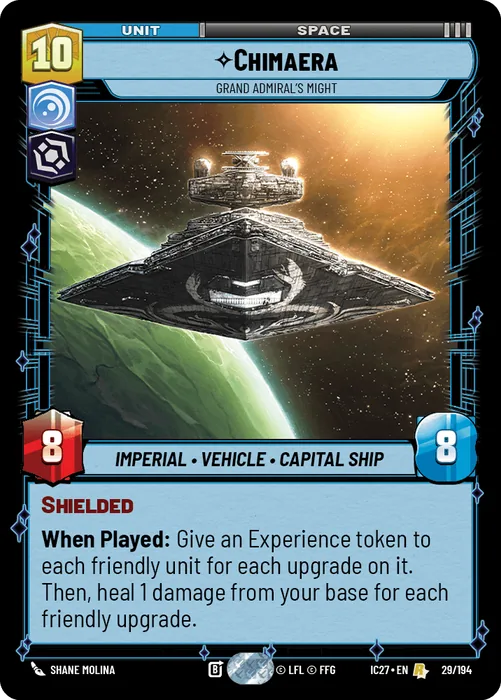 UNIT
SPACE
10
✧CHIMAERA
GRAND ADMIRAL'S MIGHT
8
IMPERIAL • VEHICLE • CAPITAL SHIP
8
SHIELDED
When Played: Give an Experience token to
each friendly unit for each upgrade on it.
Then, heal 1 damage from your base for each
friendly upgrade.
SHANE MOLINA
B
© LFL © FFG
IC27 • EN
R
29/194